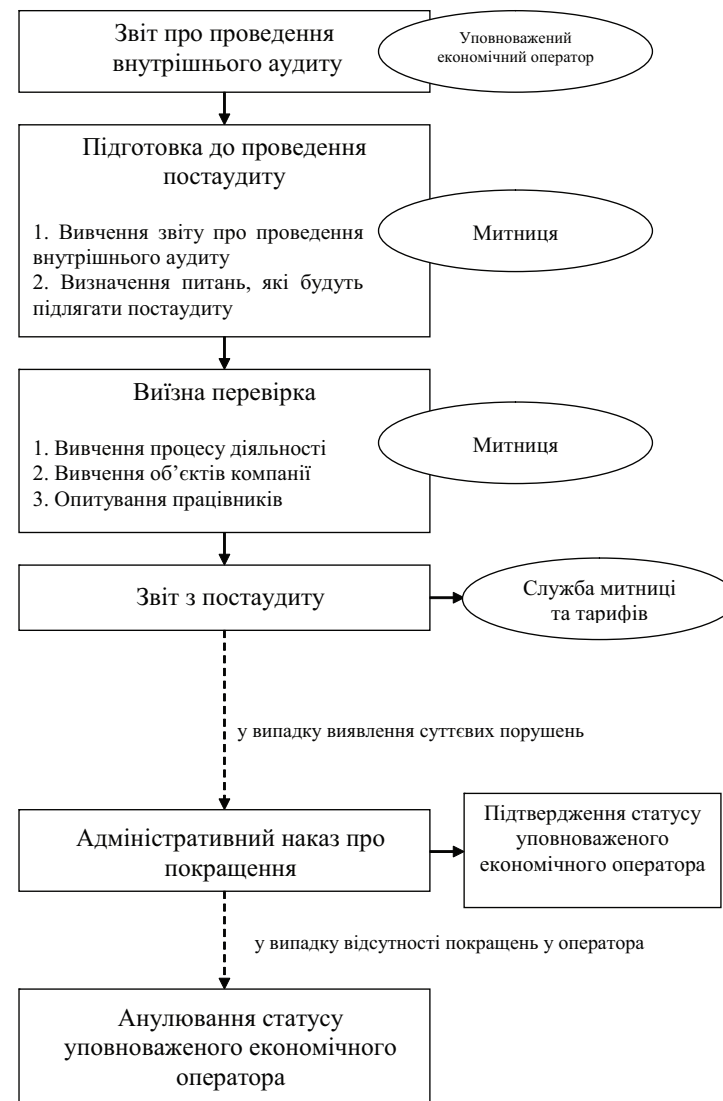 Звіт про проведення
внутрішнього аудиту
Уповноважений
економічний оператор
Підготовка до проведення
постаудиту
1. Вивчення звіту про проведення
внутрішнього аудиту
2. Визначення питань, які будуть
підлягати постаудиту
Митниця
Виїзна перевірка
1. Вивчення процесу діяльності
2. Вивчення об’єктів компанії
3. Опитування працівників
Митниця
Звіт з постаудиту
Служба митниці
та тарифів
у випадку виявлення суттєвих порушень
Адміністративний наказ про
покращення
Підтвердження статусу
уповноваженого
економічного оператора
у випадку відсутності покращень у оператора
Анулювання статусу
уповноваженого економічного
оператора